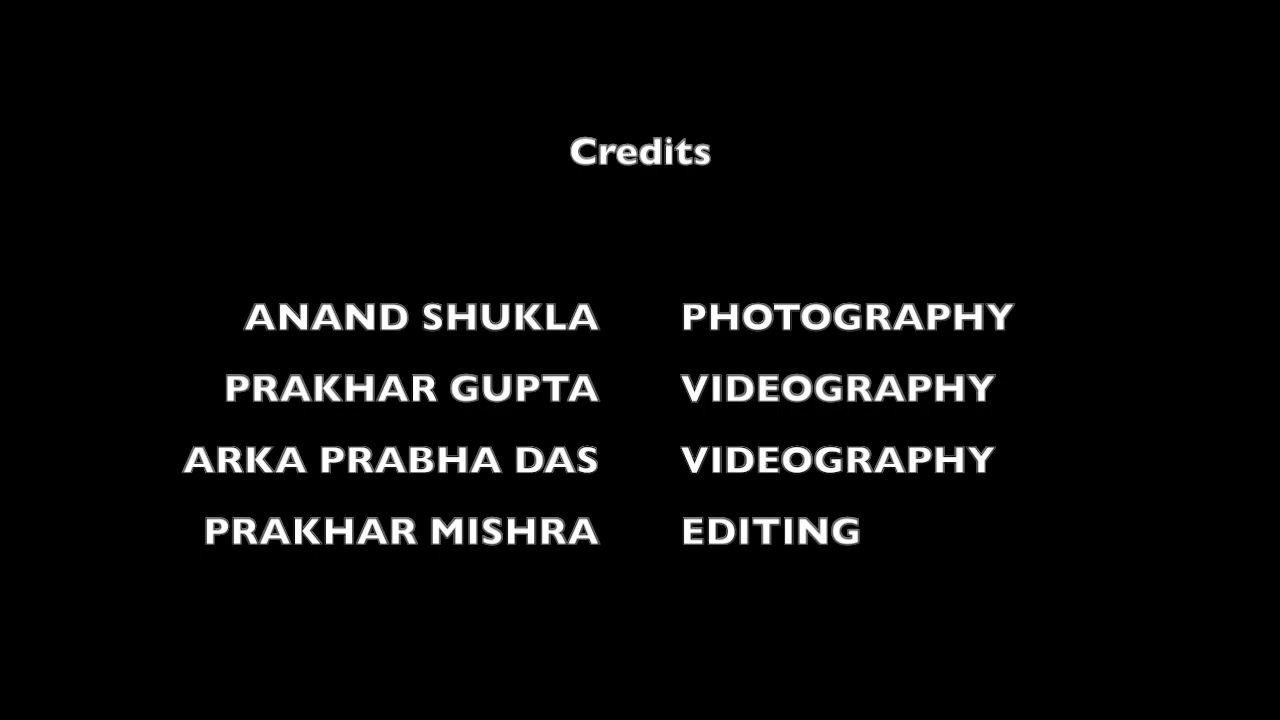 Credits
ANAND SHUKLA PHOTOGRAPHY
PRAKHAR GUPTA VIDEOGRAPHY
ARKA PRABHA DAS VIDEOGRAPHY
PRAKHAR MISHRA EDITING